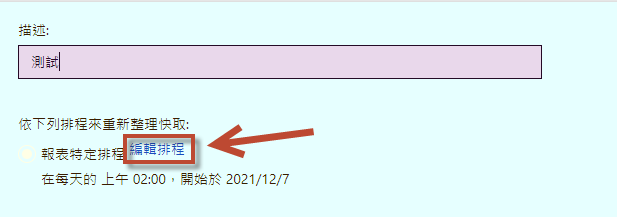 描述:
測試
依下列排程來重新整理快取:
報表特定排程 編輯排程
在每天的 上午 02:00，開始於 2021/12/7